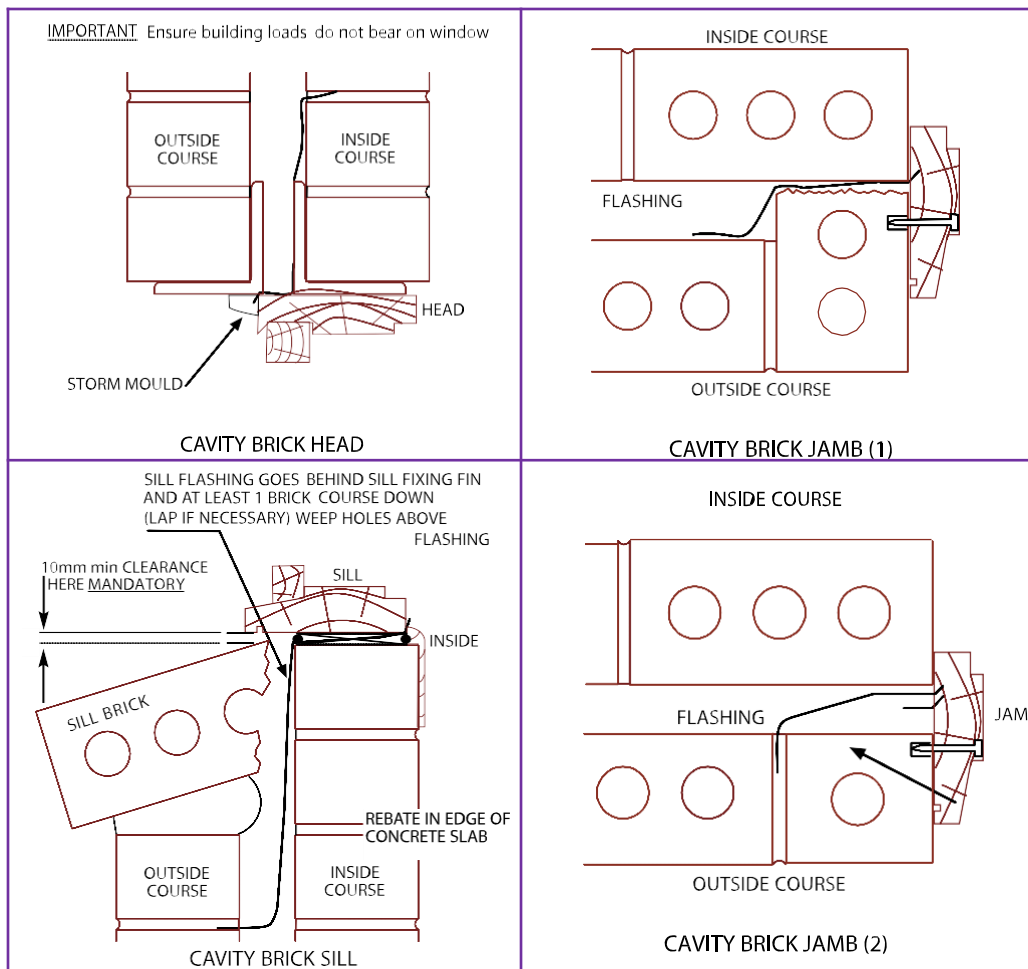 IMPORTANT Ensure building loads do not bear on window
OUTSIDE
COURSE
INSIDE
COURSE
HEAD
STORM MOULD
CAVITY BRICK HEAD
INSIDE COURSE
FLASHING
OUTSIDE COURSE
CAVITY BRICK JAMB (1)
SILL FLASHING GOES BEHIND SILL FIXING FIN
AND AT LEAST 1 BRICK COURSE DOWN
(LAP IF NECESSARY) WEEP HOLES ABOVE
FLASHING
10mm min CLEARANCE
HERE MANDATORY
SILL
INSIDE
SILL BRICK
REBATE IN EDGE OF
CONCRETE SLAB
OUTSIDE
COURSE
INSIDE
COURSE
CAVITY BRICK SILL
INSIDE COURSE
FLASHING
JAM
OUTSIDE COURSE
CAVITY BRICK JAMB (2)